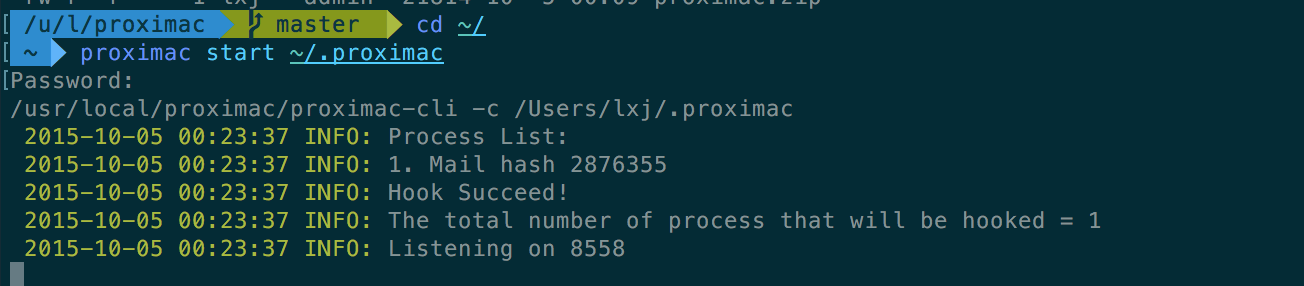 /u/l/proximac master cd ~/
~ proximac start ~/.proximac
[Password:
/usr/local/proximac/proximac-cli -c /Users/lxj/.proximac
2015-10-05 00:23:37 INFO: Process List:
2015-10-05 00:23:37 INFO: 1. Mail hash 2876355
2015-10-05 00:23:37 INFO: Hook Succeed!
2015-10-05 00:23:37 INFO: The total number of process that will be hooked = 1
2015-10-05 00:23:37 INFO: Listening on 8558